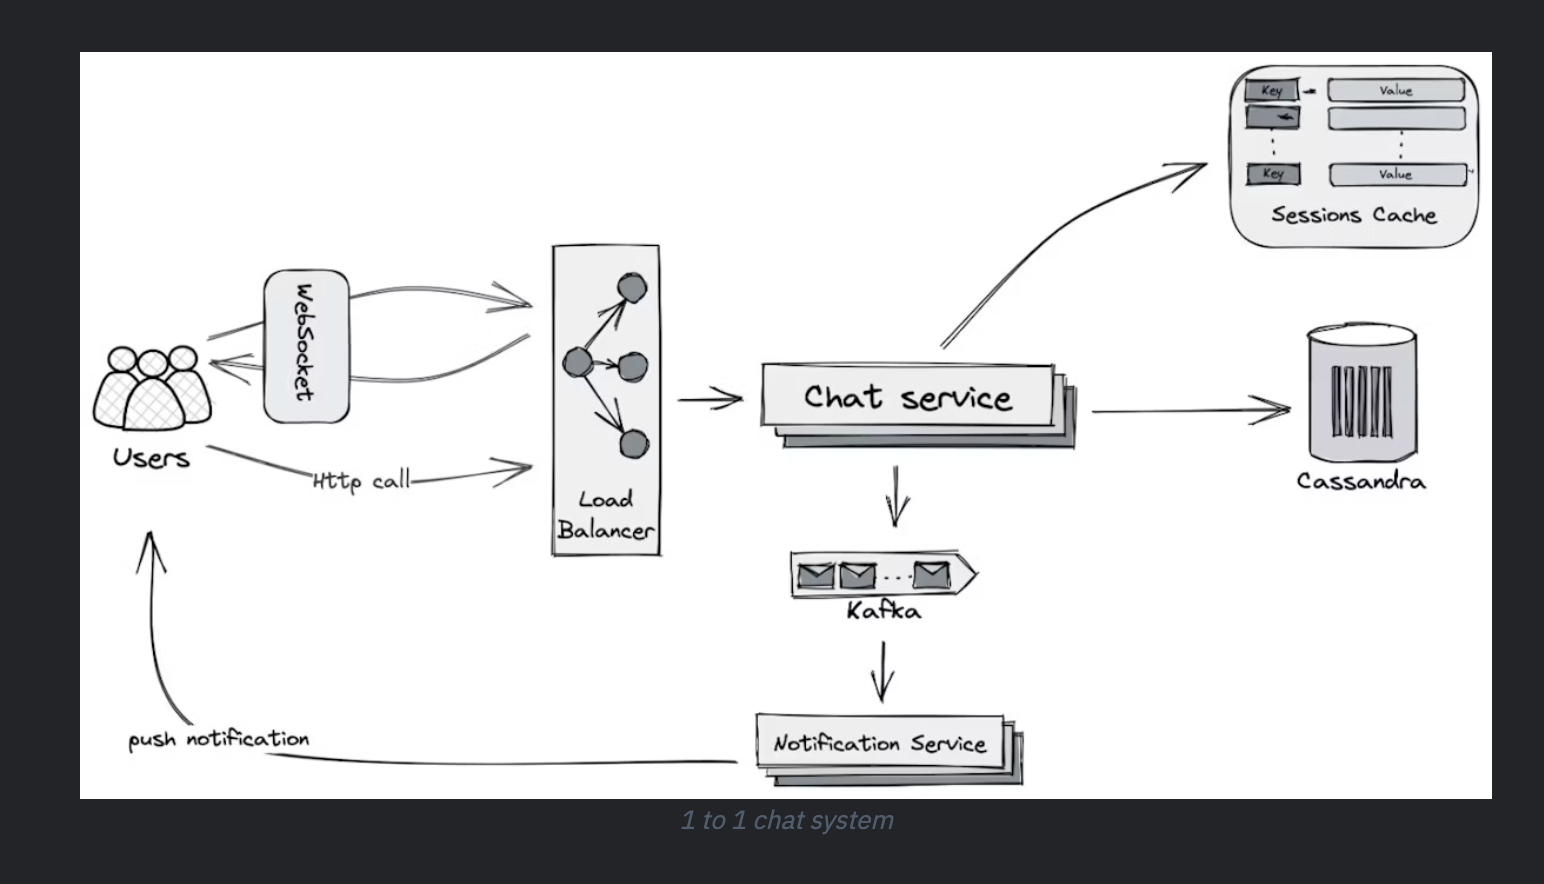 Key
Value
Key
Value
Sessions Cache
WebSocket
Users
Http call
Load
Balancer
Chat service
Cassandra
Kafka
push notification
Notification Service
1 to 1 chat system